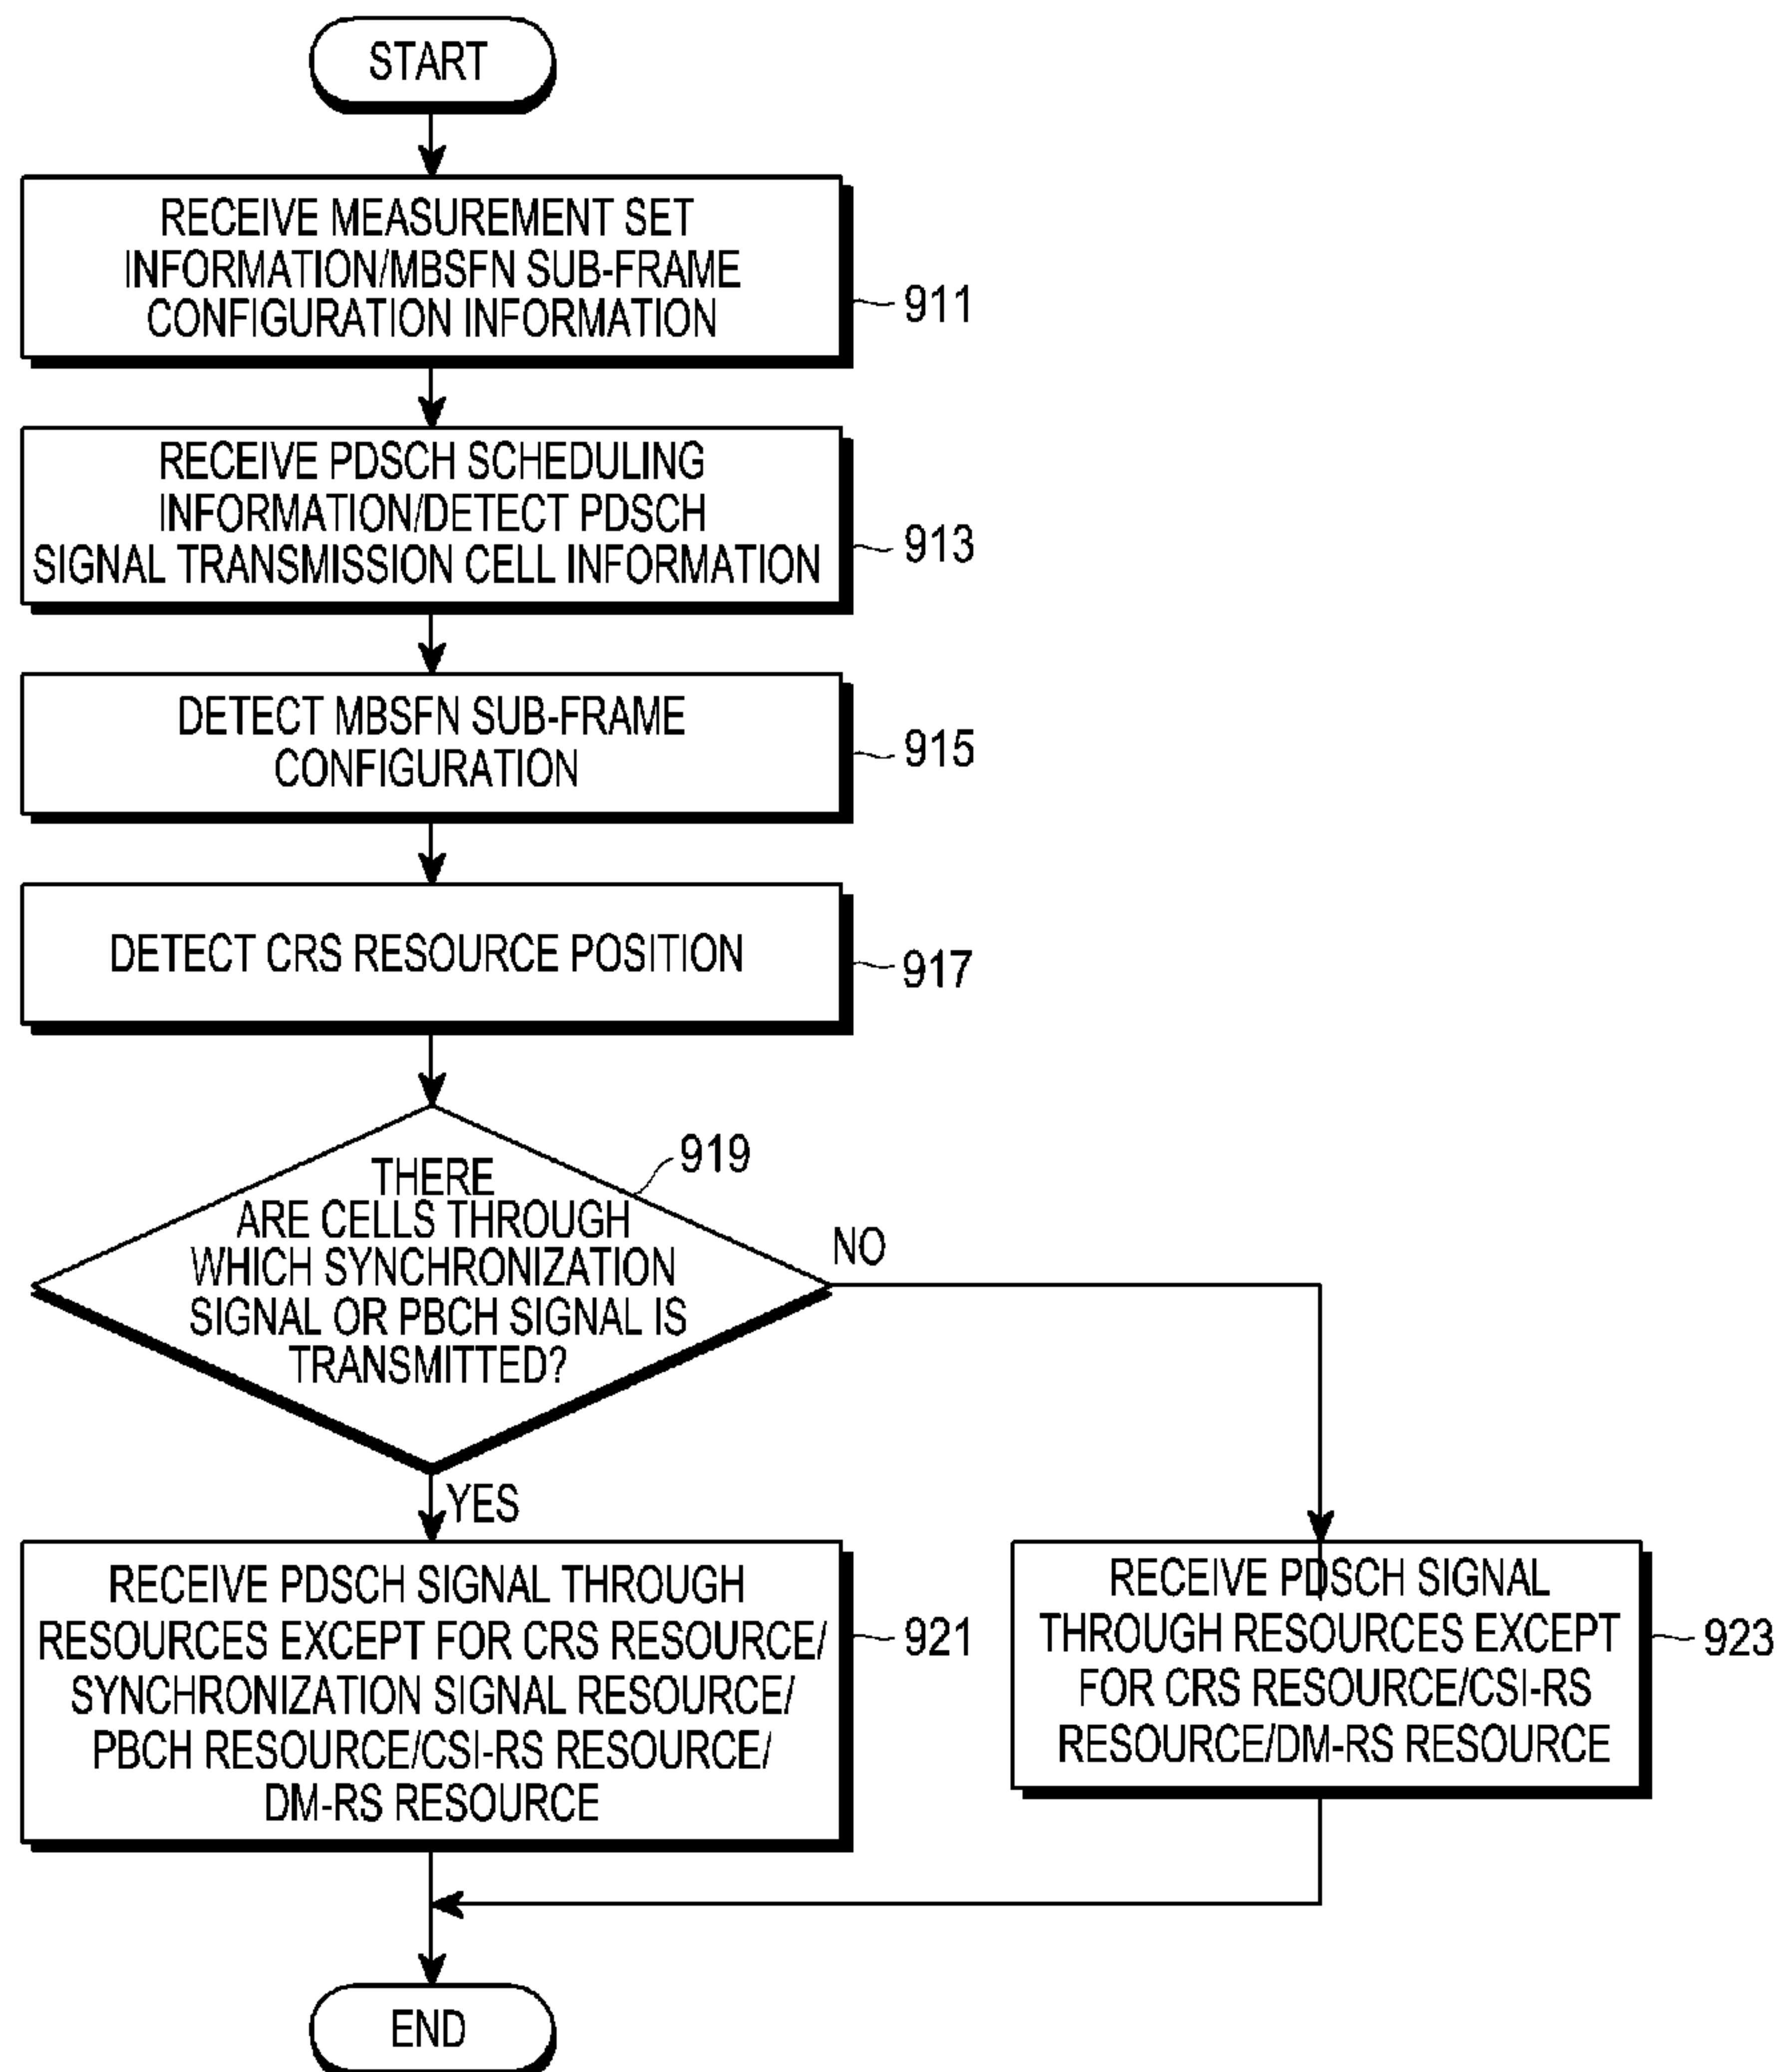 START
RECEIVE MEASUREMENT SET
INFORMATION/MBSFN SUB-FRAME
CONFIGURATION INFORMATION
911
RECEIVE PDSCH SCHEDULING
INFORMATION/DETECT PDSCH
SIGNAL TRANSMISSION CELL INFORMATION
913
DETECT MBSFN SUB-FRAME
CONFIGURATION
915
DETECT CRS RESOURCE POSITION
917
THERE
ARE CELLS THROUGH
WHICH SYNCHRONIZATION
SIGNAL OR PBCH SIGNAL IS
TRANSMITTED?
919
NO
YES
RECEIVE PDSCH SIGNAL THROUGH
RESOURCES EXCEPT FOR CRS RESOURCE/
SYNCHRONIZATION SIGNAL RESOURCE/
PBCH RESOURCE/CSI-RS RESOURCE/
DM-RS RESOURCE
921
RECEIVE PDSCH SIGNAL
THROUGH RESOURCES EXCEPT
FOR CRS RESOURCE/CSI-RS
RESOURCE/DM-RS RESOURCE
923
END